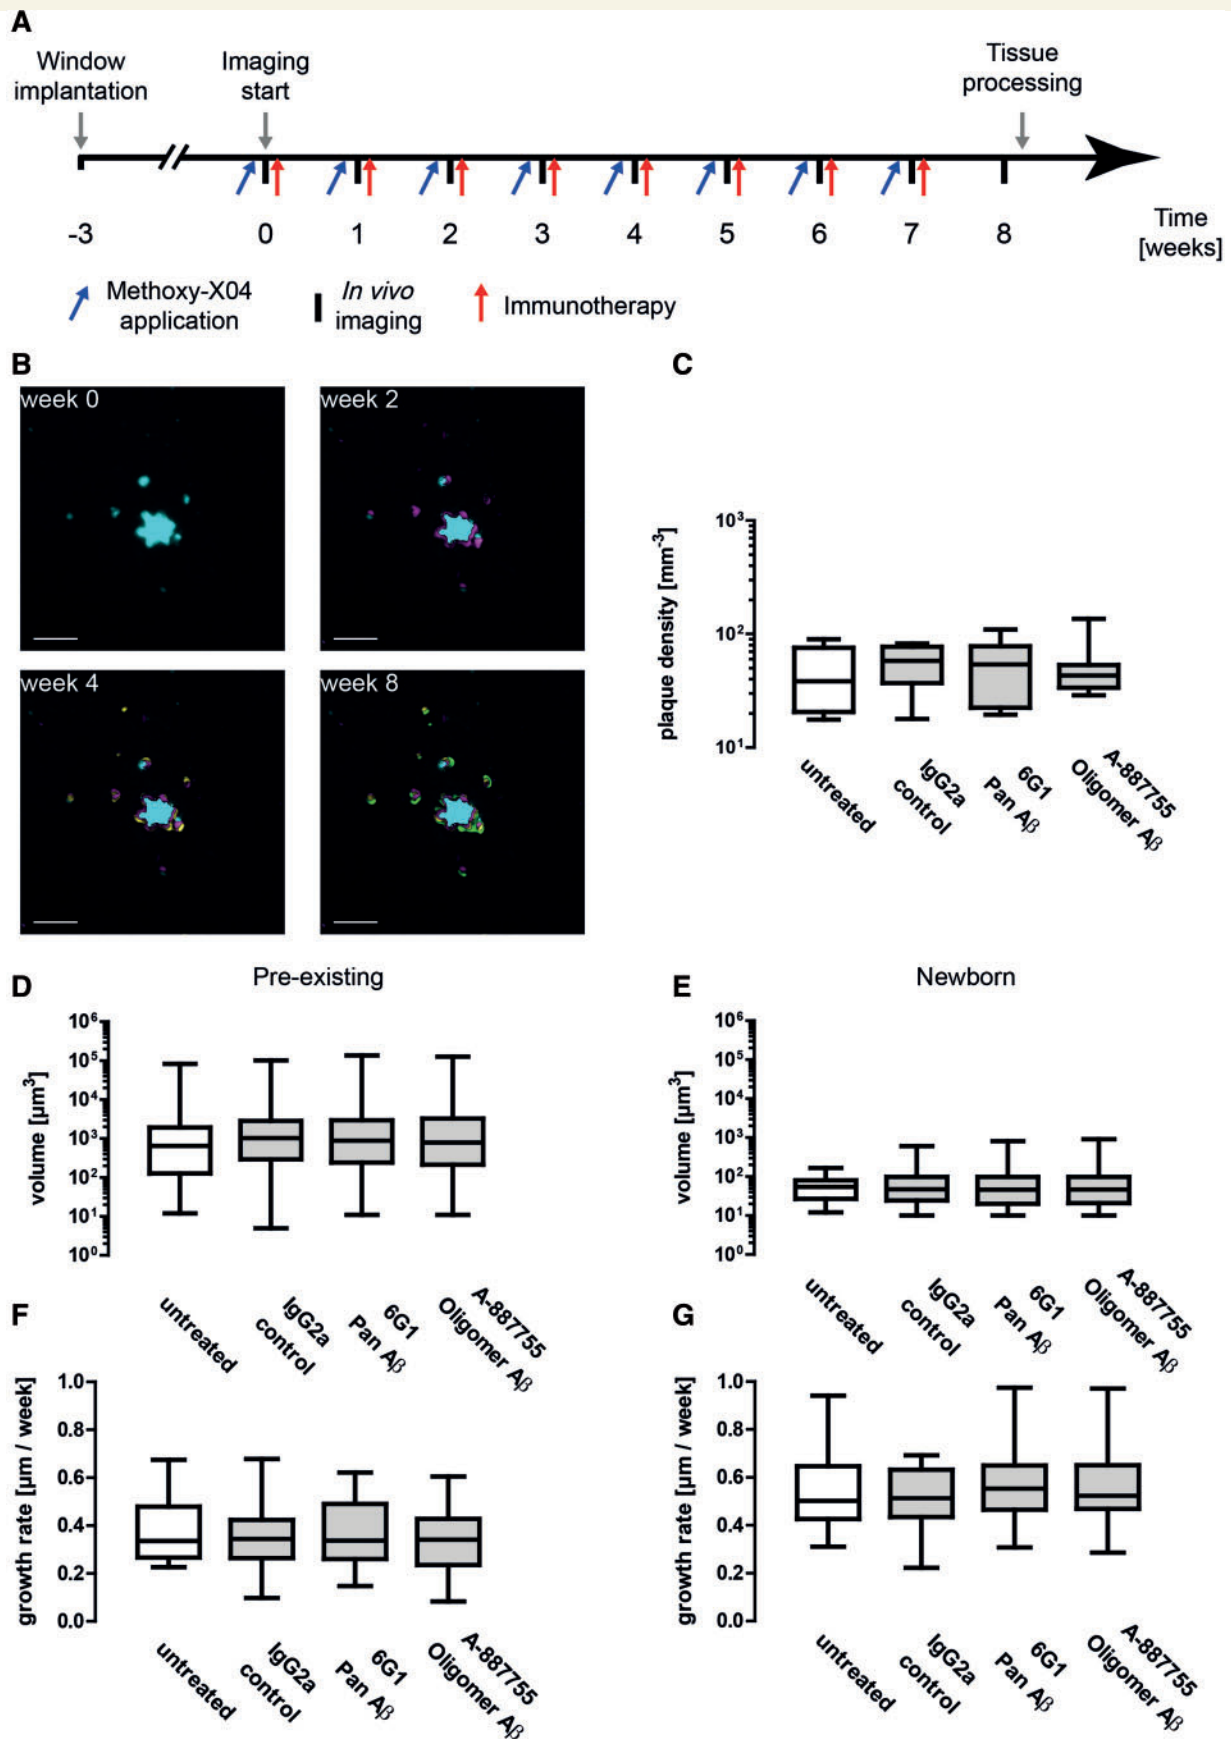 A
Window
implantation
Imaging
start
Tissue
processing
-3
0
1
2
3
4
5
6
7
8
Time
[weeks]
Methoxy-X04
application
In vivo
imaging
Immunotherapy
B
week 0
week 2
week 4
week 8
C
plaque density [mm⁻³]
10³
10²
10¹
untreated
IgG2a
control
6G1
Pan Aβ
A-887755
Oligomer Aβ
D
Pre-existing
volume [µm³]
10⁶
10⁵
10⁴
10³
10²
10¹
10⁰
untreated
IgG2a
control
6G1
Pan Aβ
A-887755
Oligomer Aβ
E
Newborn
volume [µm³]
10⁶
10⁵
10⁴
10³
10²
10¹
10⁰
untreated
IgG2a
control
6G1
Pan Aβ
A-887755
Oligomer Aβ
F
growth rate [µm / week]
1.0
0.8
0.6
0.4
0.2
0.0
untreated
IgG2a
control
6G1
Pan Aβ
A-887755
Oligomer Aβ
G
growth rate [µm / week]
1.0
0.8
0.6
0.4
0.2
0.0
untreated
IgG2a
control
6G1
Pan Aβ
A-887755
Oligomer Aβ